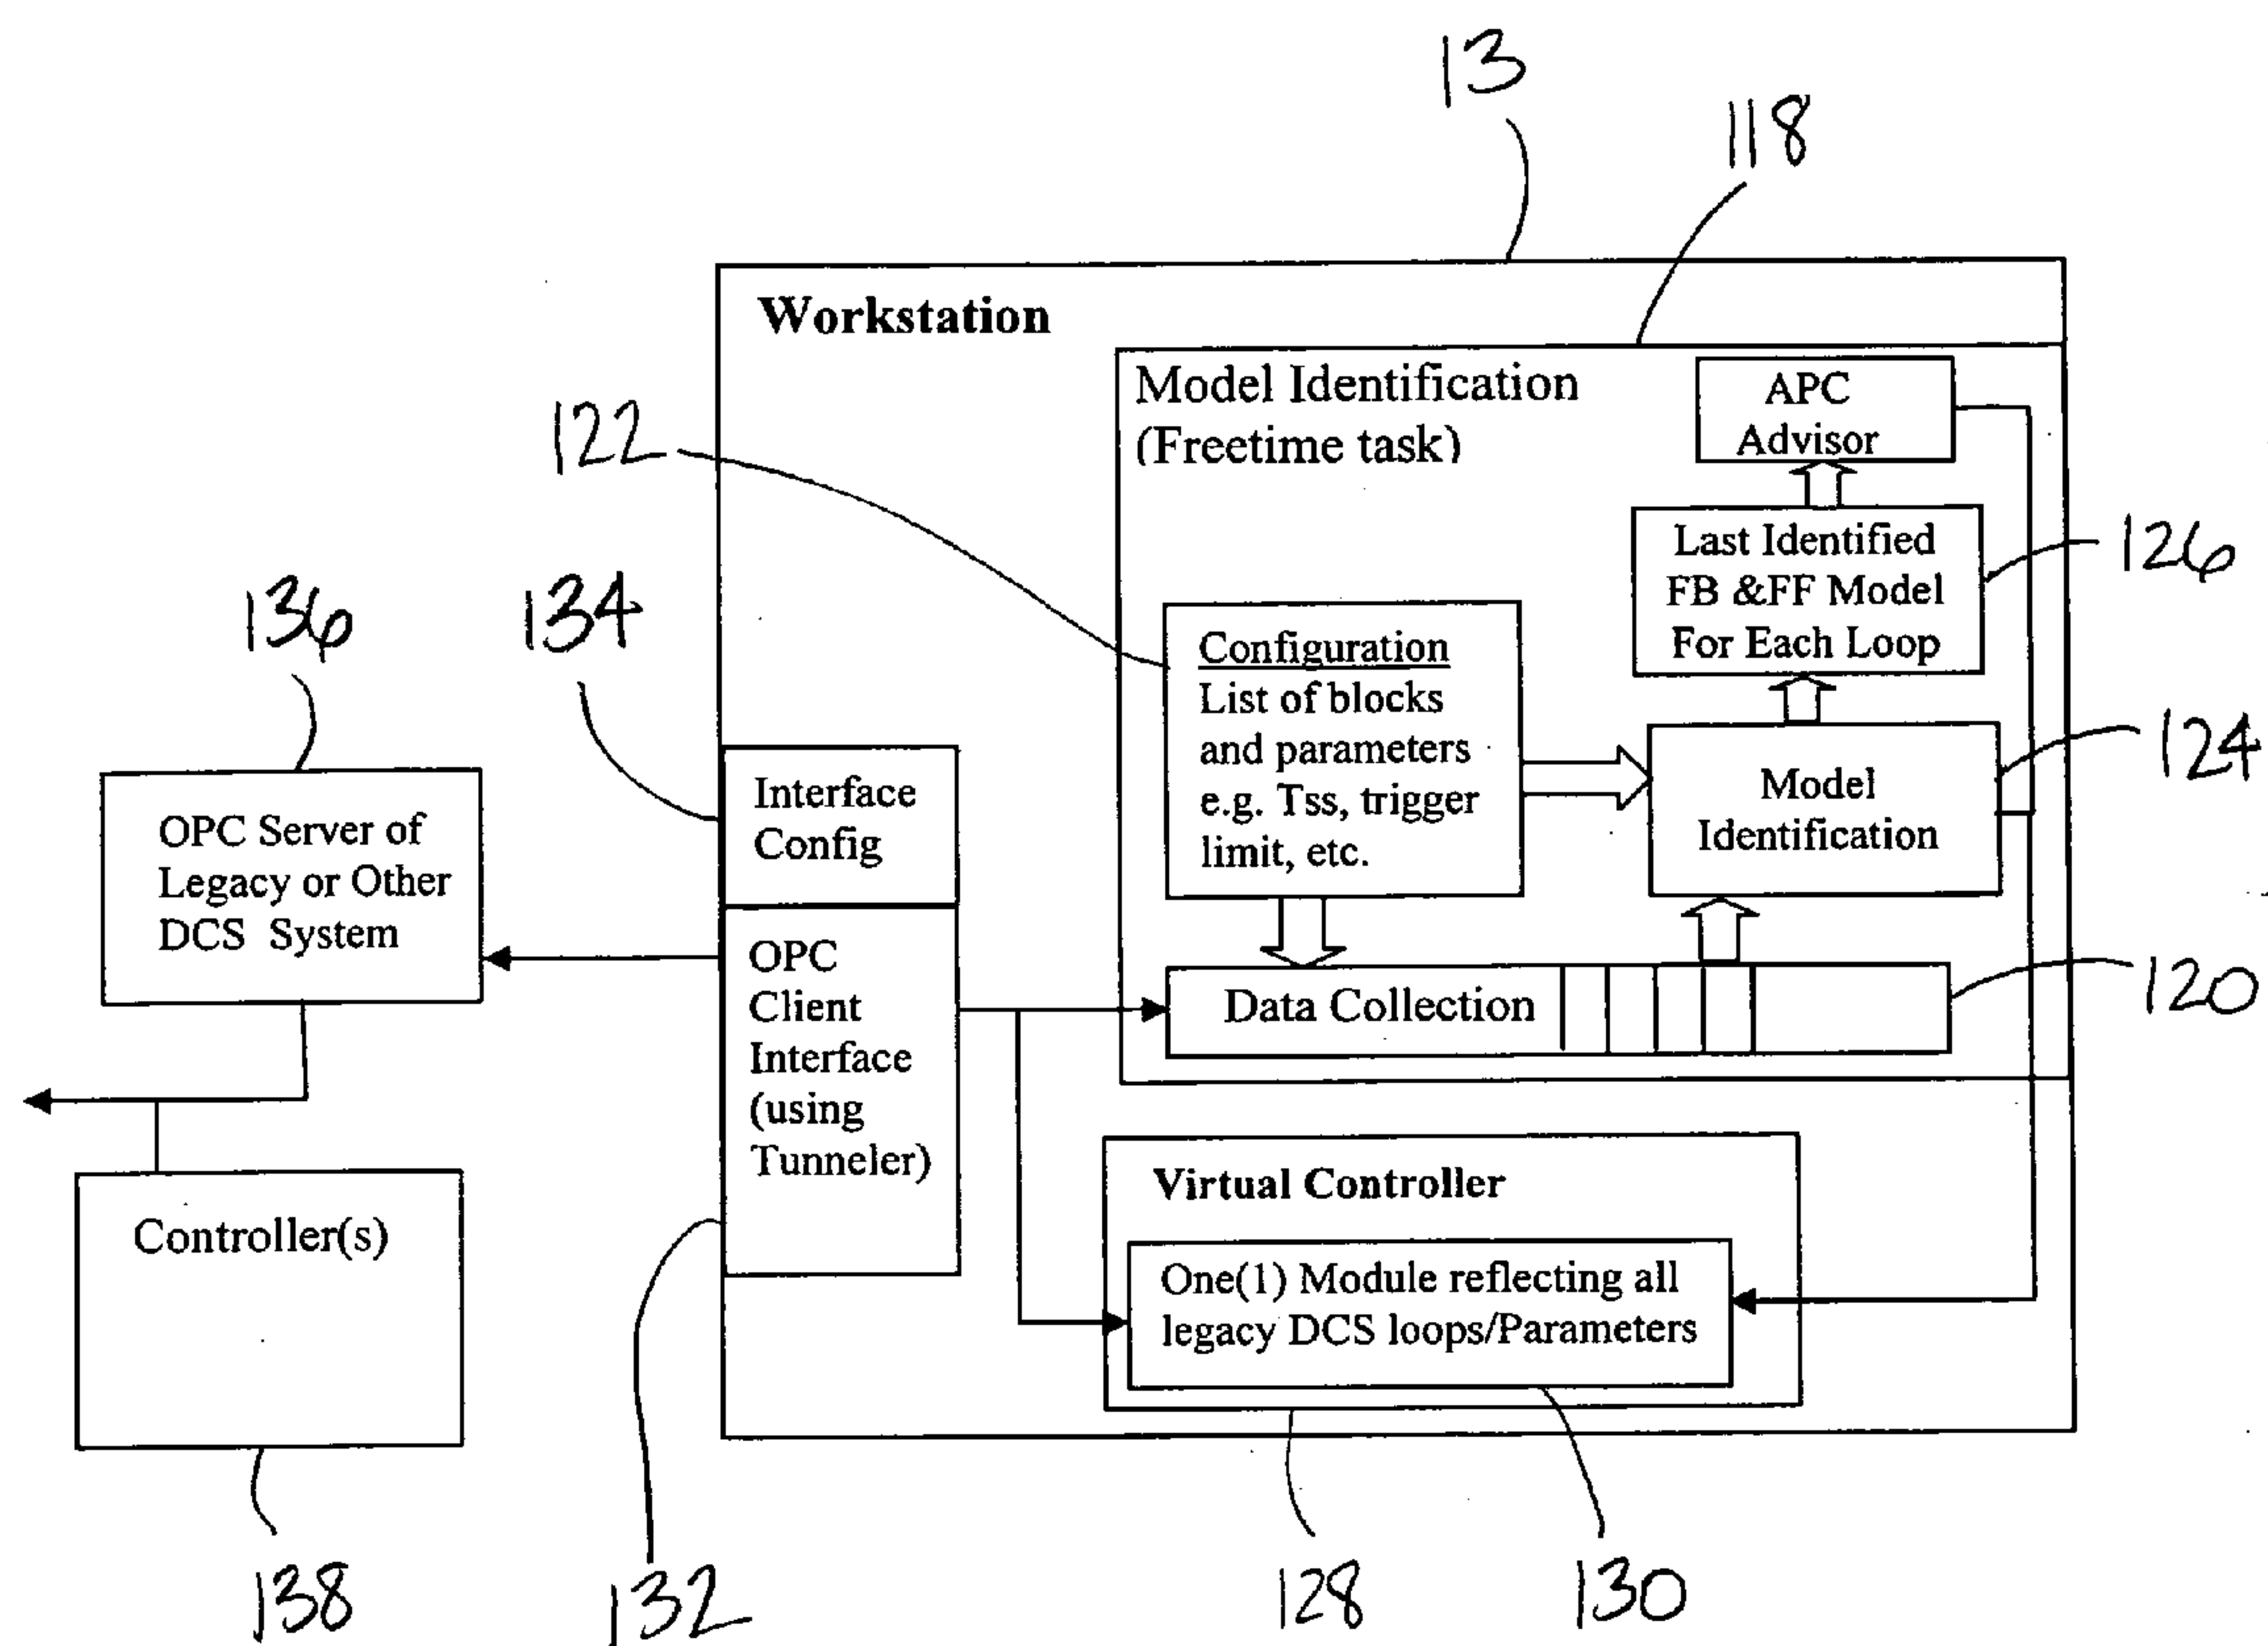 13
118
Workstation
Model Identification
(Freetime task)
APC
Advisor
122
Last Identified
FB &FF Model
For Each Loop
126
136
134
Configuration
List of blocks
and parameters
e.g. Tss, trigger
limit, etc.
Model
Identification
124
Interface
Config
OPC Server of
Legacy or Other
DCS System
OPC
Client
Interface
(using
Tunneler)
Data Collection
120
Controller(s)
Virtual Controller
One(1) Module reflecting all
legacy DCS loops/Parameters
138
132
128
130